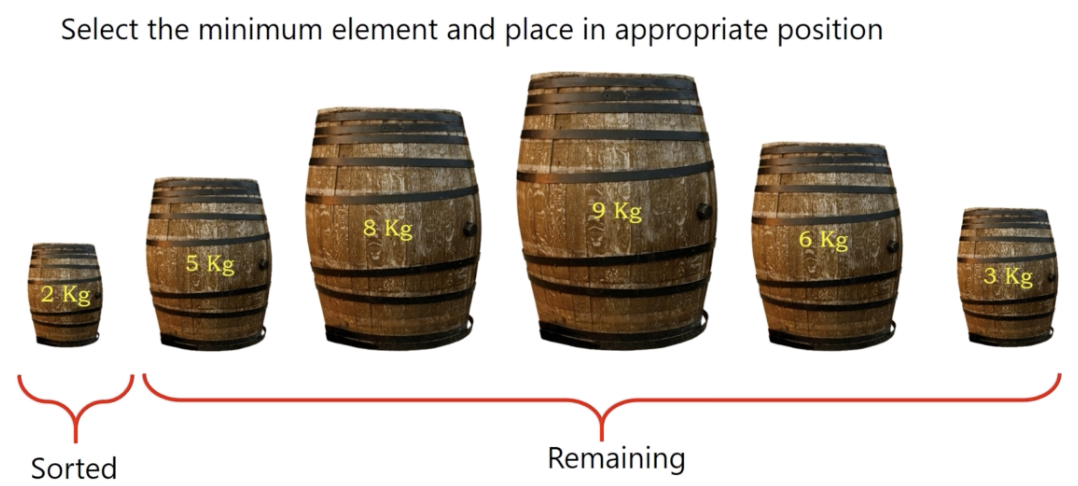 Select the minimum element and place in appropriate position
2 Kg
5 Kg
8 Kg
9 Kg
6 Kg
3 Kg
Sorted
Remaining